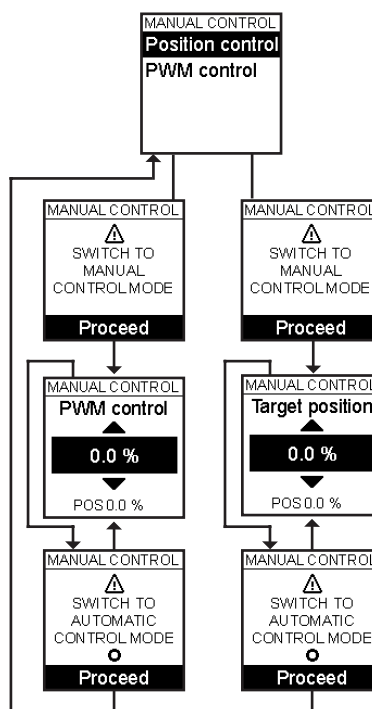 MANUAL CONTROL
Position control
PWM control
MANUAL CONTROL
SWITCH TO
MANUAL
CONTROL MODE
Proceed
MANUAL CONTROL
SWITCH TO
MANUAL
CONTROL MODE
Proceed
MANUAL CONTROL
PWM control
0.0 %
POS 0.0 %
MANUAL CONTROL
Target position
0.0 %
POS 0.0 %
MANUAL CONTROL
SWITCH TO
AUTOMATIC
CONTROL MODE
Proceed
MANUAL CONTROL
SWITCH TO
AUTOMATIC
CONTROL MODE
Proceed